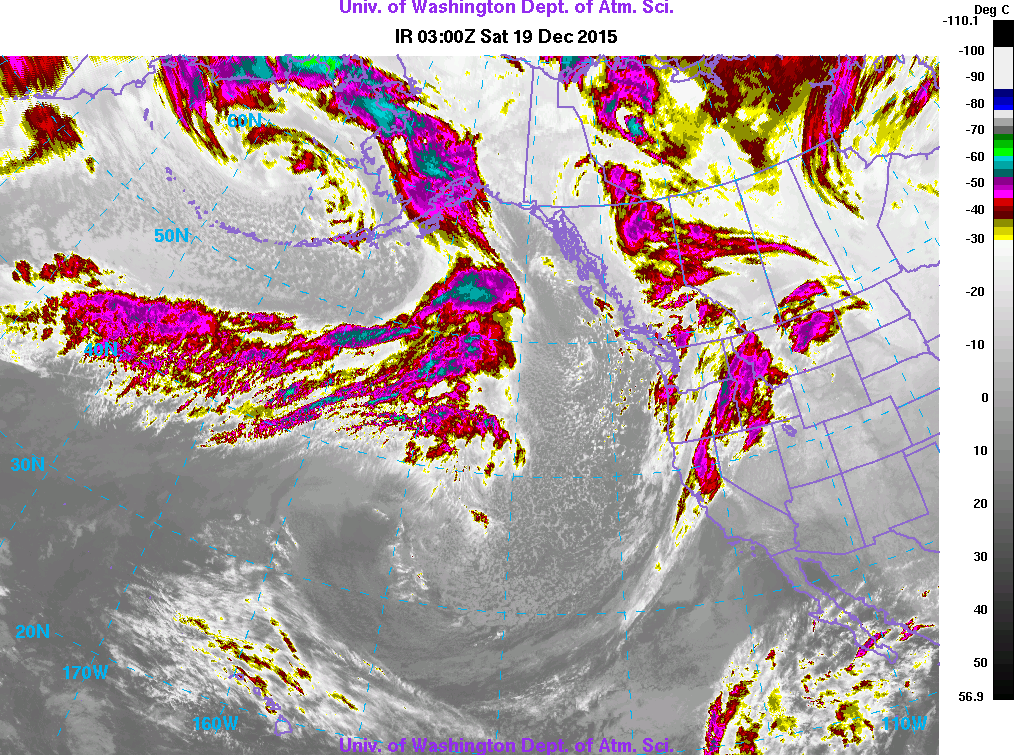 Univ. of Washington Dept. of Atm. Sci.
Deg C
-110.1
IR 03:00Z Sat 19 Dec 2015
-100
-90
-80
-70
60N
-60
-50
-40
50N
-30
-20
40N
-10
0
10
30N
20
30
40
20N
50
170W
56.9
160W
110W
Univ. of Washington Dept. of Atm. Sci.